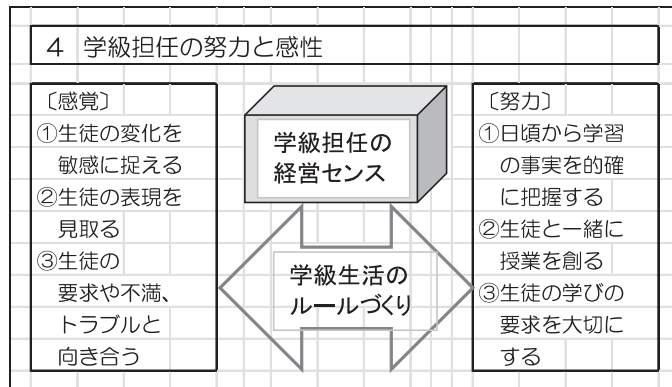 4 学級担任の努力と感性
〔感覚〕
①生徒の変化を
敏感に捉える
②生徒の表現を
見取る
③生徒の
要求や不満、
トラブルと
向き合う
学級担任の
経営センス
学級生活の
ルールづくり
〔努力〕
①日頃から学習
の事実を的確
に把握する
②生徒と一緒に
授業を創る
③生徒の学びの
要求を大切に
する